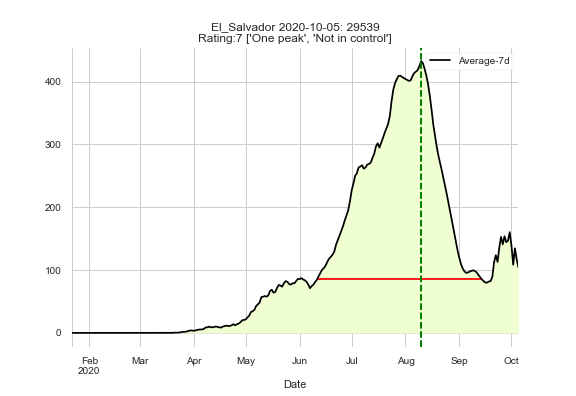 El_Salvador 2020-10-05: 29539
Rating:7 ['One peak', 'Not in control']
Average-7d
400
300
200
100
0
Feb Mar Apr May Jun Jul Aug Sep Oct
2020
Date